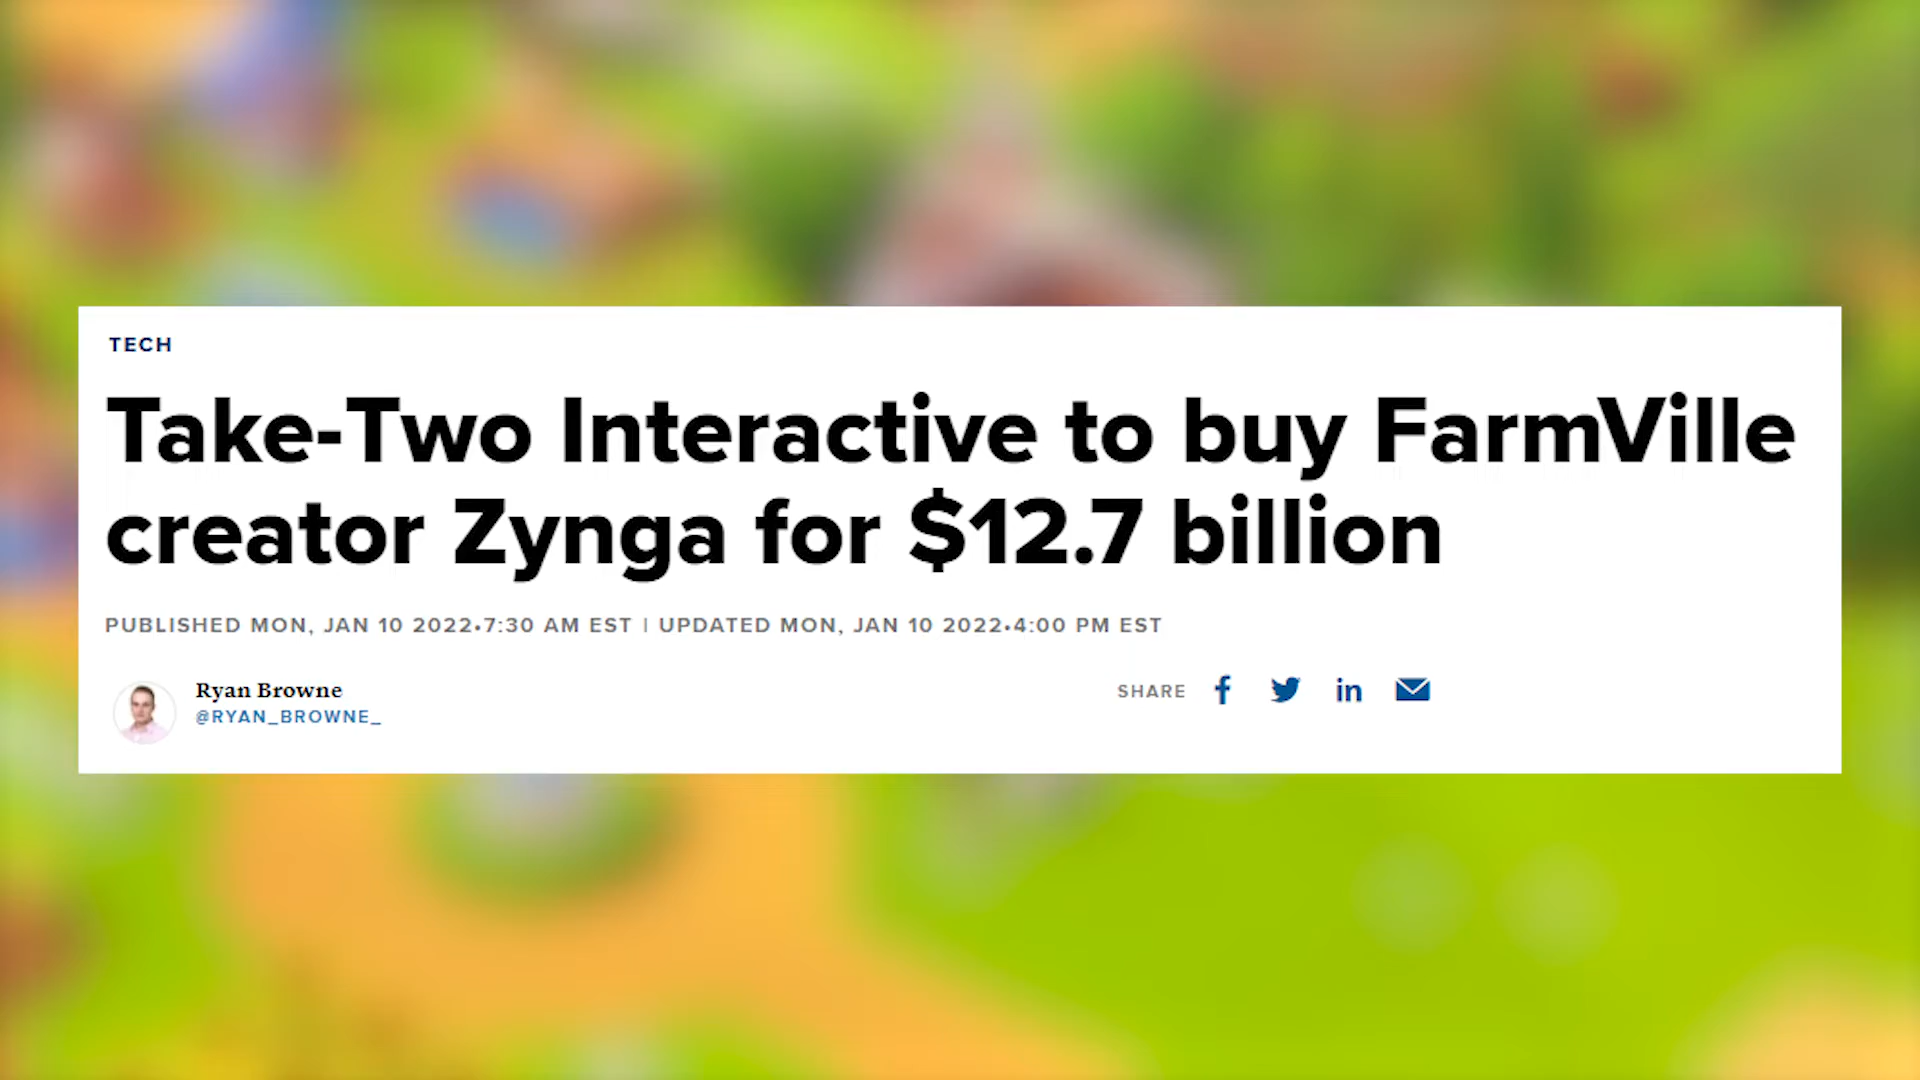 TECH
Take-Two Interactive to buy FarmVille
creator Zynga for $12.7 billion
PUBLISHED MON, JAN 10 2022•7:30 AM EST | UPDATED MON, JAN 10 2022•4:00 PM EST
Ryan Browne
@RYAN_BROWNE_
SHARE